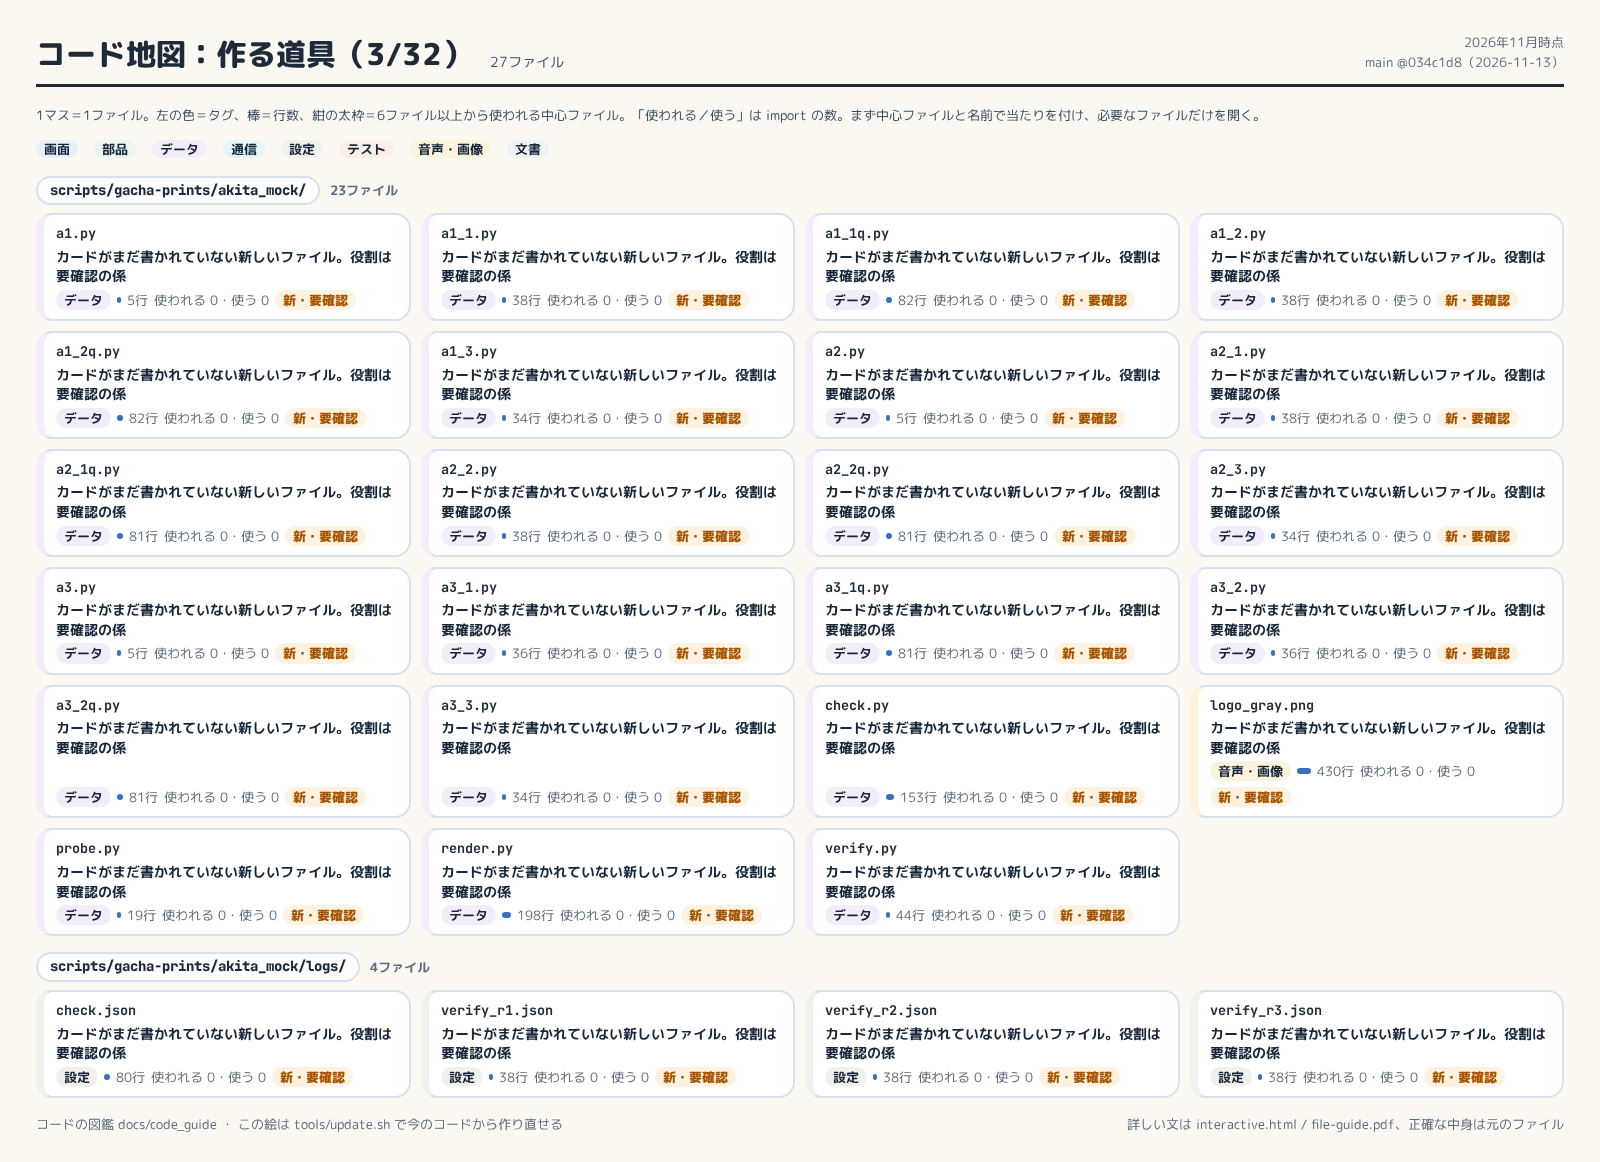 コード地図：作る道具（3/32） 27ファイル
2026年11月時点
main @034c1d8（2026-11-13）
1マス＝1ファイル。左の色＝タグ、棒＝行数、紺の太枠＝6ファイル以上から使われる中心ファイル。「使われる／使う」は import の数。まず中心ファイルと名前で当たりを付け、必要なファイルだけを開く。
画面 部品 データ 通信 設定 テスト 音声・画像 文書
scripts/gacha-prints/akita_mock/ 23ファイル
a1.py
カードがまだ書かれていない新しいファイル。役割は
要確認の係
データ 5行 使われる 0 · 使う 0 新・要確認
a1_1.py
カードがまだ書かれていない新しいファイル。役割は
要確認の係
データ 38行 使われる 0 · 使う 0 新・要確認
a1_1q.py
カードがまだ書かれていない新しいファイル。役割は
要確認の係
データ 82行 使われる 0 · 使う 0 新・要確認
a1_2.py
カードがまだ書かれていない新しいファイル。役割は
要確認の係
データ 38行 使われる 0 · 使う 0 新・要確認
a1_2q.py
カードがまだ書かれていない新しいファイル。役割は
要確認の係
データ 82行 使われる 0 · 使う 0 新・要確認
a1_3.py
カードがまだ書かれていない新しいファイル。役割は
要確認の係
データ 34行 使われる 0 · 使う 0 新・要確認
a2.py
カードがまだ書かれていない新しいファイル。役割は
要確認の係
データ 5行 使われる 0 · 使う 0 新・要確認
a2_1.py
カードがまだ書かれていない新しいファイル。役割は
要確認の係
データ 38行 使われる 0 · 使う 0 新・要確認
a2_1q.py
カードがまだ書かれていない新しいファイル。役割は
要確認の係
データ 81行 使われる 0 · 使う 0 新・要確認
a2_2.py
カードがまだ書かれていない新しいファイル。役割は
要確認の係
データ 38行 使われる 0 · 使う 0 新・要確認
a2_2q.py
カードがまだ書かれていない新しいファイル。役割は
要確認の係
データ 81行 使われる 0 · 使う 0 新・要確認
a2_3.py
カードがまだ書かれていない新しいファイル。役割は
要確認の係
データ 34行 使われる 0 · 使う 0 新・要確認
a3.py
カードがまだ書かれていない新しいファイル。役割は
要確認の係
データ 5行 使われる 0 · 使う 0 新・要確認
a3_1.py
カードがまだ書かれていない新しいファイル。役割は
要確認の係
データ 36行 使われる 0 · 使う 0 新・要確認
a3_1q.py
カードがまだ書かれていない新しいファイル。役割は
要確認の係
データ 81行 使われる 0 · 使う 0 新・要確認
a3_2.py
カードがまだ書かれていない新しいファイル。役割は
要確認の係
データ 36行 使われる 0 · 使う 0 新・要確認
a3_2q.py
カードがまだ書かれていない新しいファイル。役割は
要確認の係
データ 81行 使われる 0 · 使う 0 新・要確認
a3_3.py
カードがまだ書かれていない新しいファイル。役割は
要確認の係
データ 34行 使われる 0 · 使う 0 新・要確認
check.py
カードがまだ書かれていない新しいファイル。役割は
要確認の係
データ 153行 使われる 0 · 使う 0 新・要確認
logo_gray.png
カードがまだ書かれていない新しいファイル。役割は
要確認の係
音声・画像 430行 使われる 0 · 使う 0
新・要確認
probe.py
カードがまだ書かれていない新しいファイル。役割は
要確認の係
データ 19行 使われる 0 · 使う 0 新・要確認
render.py
カードがまだ書かれていない新しいファイル。役割は
要確認の係
データ 198行 使われる 0 · 使う 0 新・要確認
verify.py
カードがまだ書かれていない新しいファイル。役割は
要確認の係
データ 44行 使われる 0 · 使う 0 新・要確認
scripts/gacha-prints/akita_mock/logs/ 4ファイル
check.json
カードがまだ書かれていない新しいファイル。役割は
要確認の係
設定 80行 使われる 0 · 使う 0 新・要確認
verify_r1.json
カードがまだ書かれていない新しいファイル。役割は
要確認の係
設定 38行 使われる 0 · 使う 0 新・要確認
verify_r2.json
カードがまだ書かれていない新しいファイル。役割は
要確認の係
設定 38行 使われる 0 · 使う 0 新・要確認
verify_r3.json
カードがまだ書かれていない新しいファイル。役割は
要確認の係
設定 38行 使われる 0 · 使う 0 新・要確認
コードの図鑑 docs/code_guide · この絵は tools/update.sh で今のコードから作り直せる
詳しい文は interactive.html / file-guide.pdf、正確な中身は元のファイル